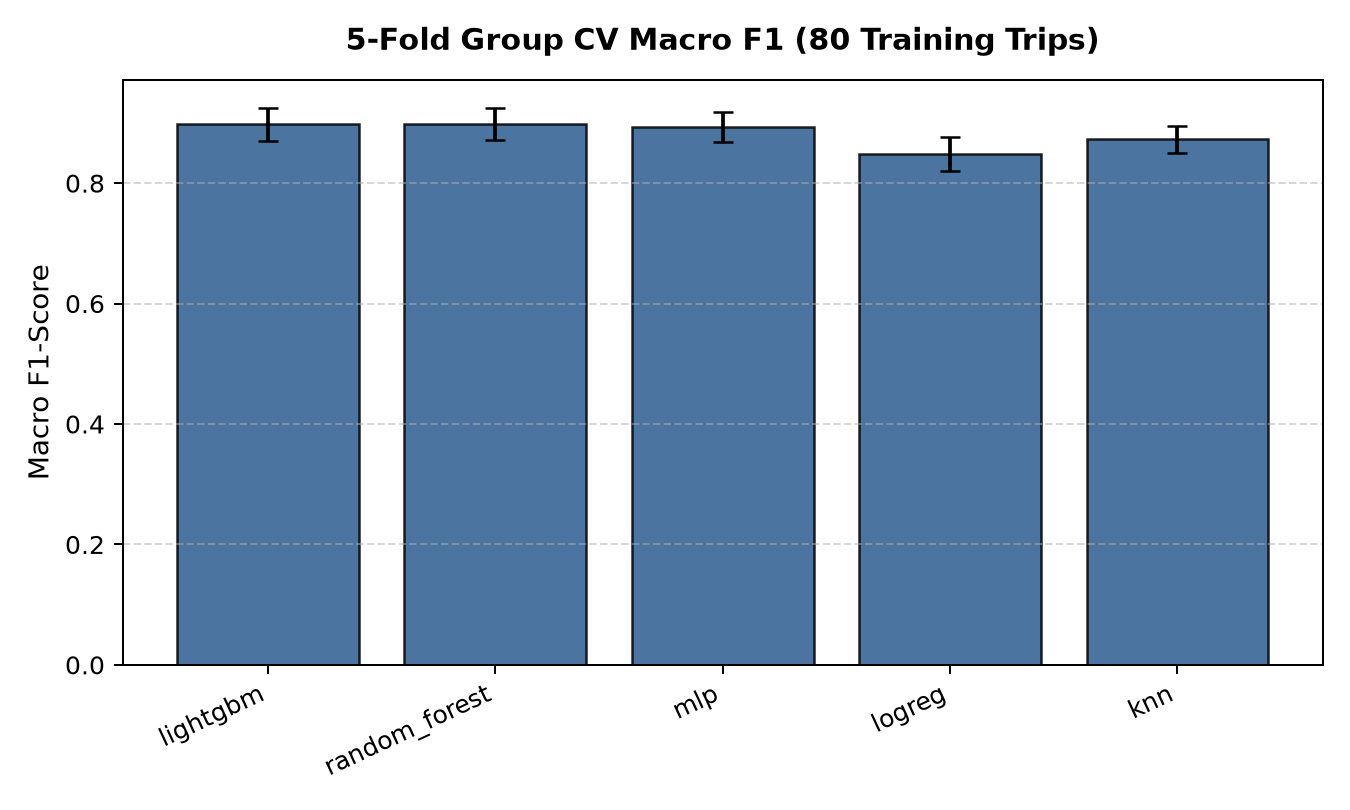 5-Fold Group CV Macro F1 (80 Training Trips)
Macro F1-Score
0.8
0.6
0.4
0.2
0.0
lightgbm
random_forest
mlp
logreg
knn